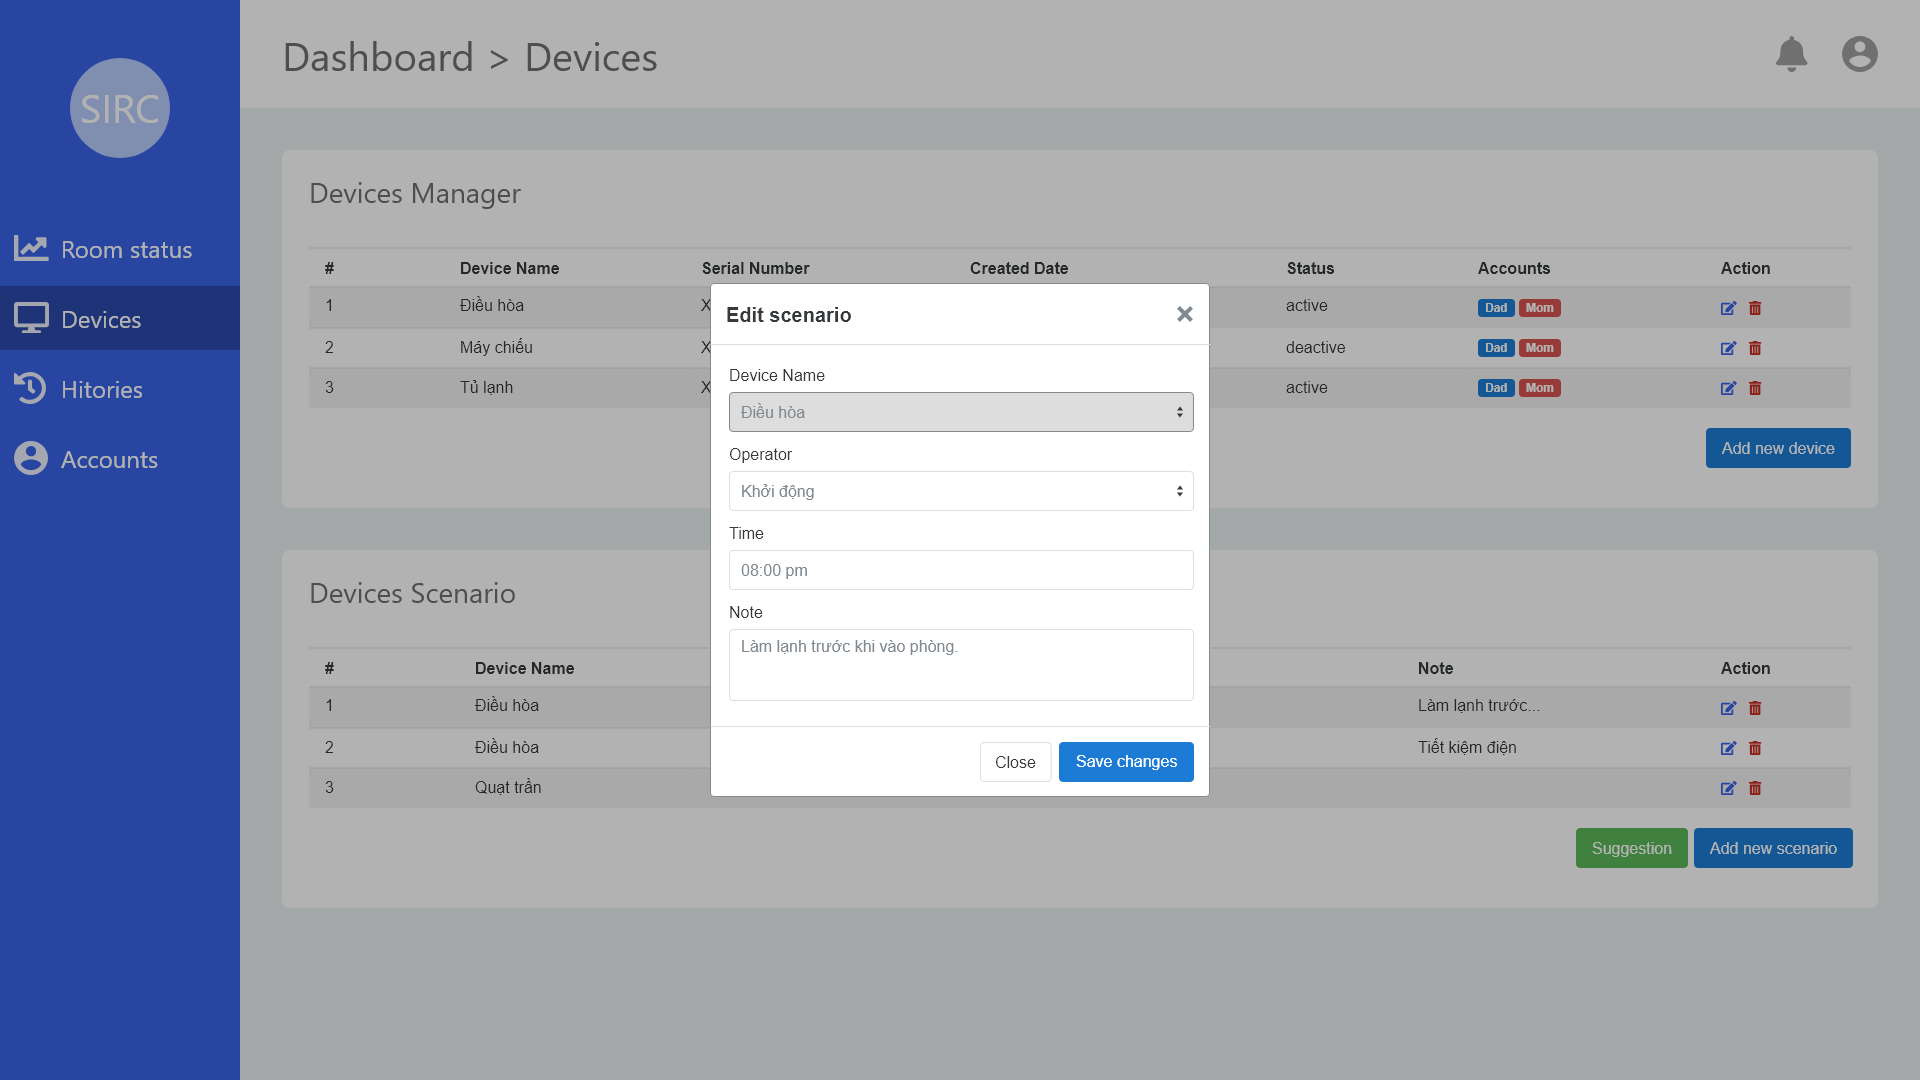 SIRC
Dashboard > Devices
Room status
Devices
Hitories
Accounts
Devices Manager
# Device Name Serial Number Created Date Status Accounts Action
1 Điều hòa X active Dad Mom
2 Máy chiếu X deactive Dad Mom
3 Tủ lạnh X active Dad Mom
Add new device
Edit scenario
Device Name
Điều hòa
Operator
Khởi động
Time
08:00 pm
Note
Làm lạnh trước khi vào phòng.
Close Save changes
Devices Scenario
# Device Name Note Action
1 Điều hòa Làm lạnh trước...
2 Điều hòa Tiết kiệm điện
3 Quạt trần
Suggestion Add new scenario